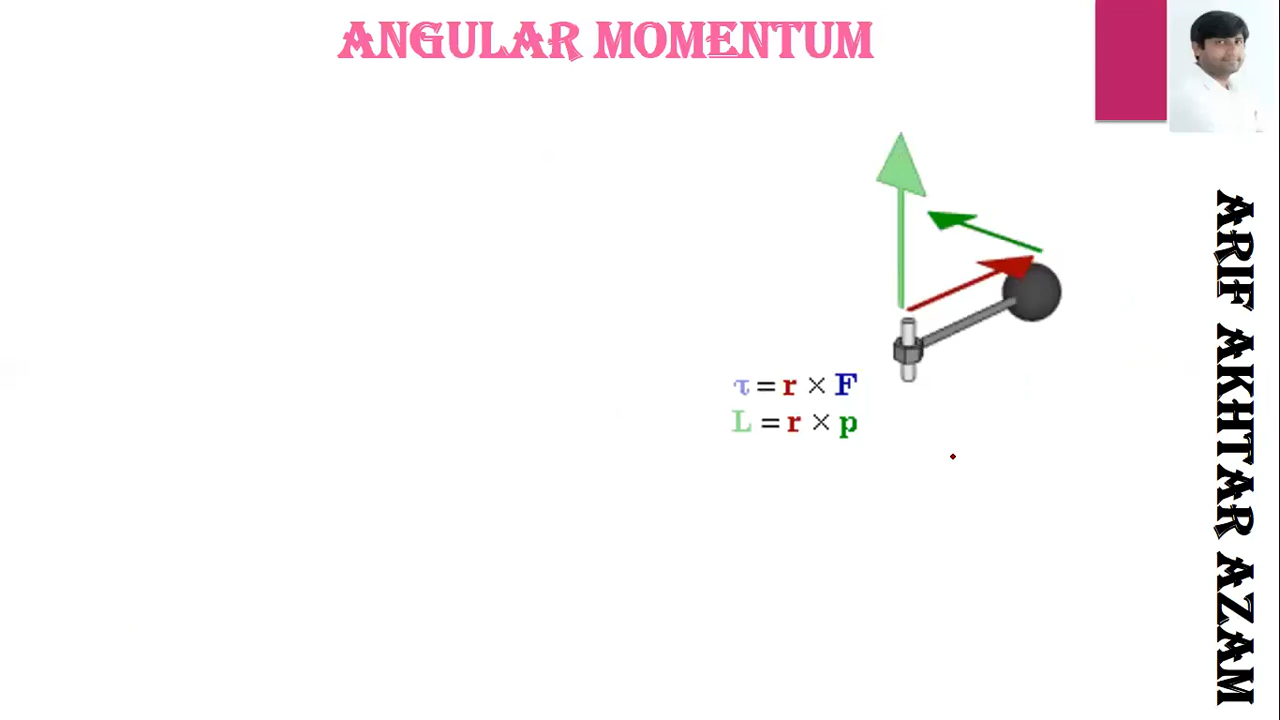 ANGULAR MOMENTUM
τ = r × F
L = r × p
ARIF AKHTAR AZAM